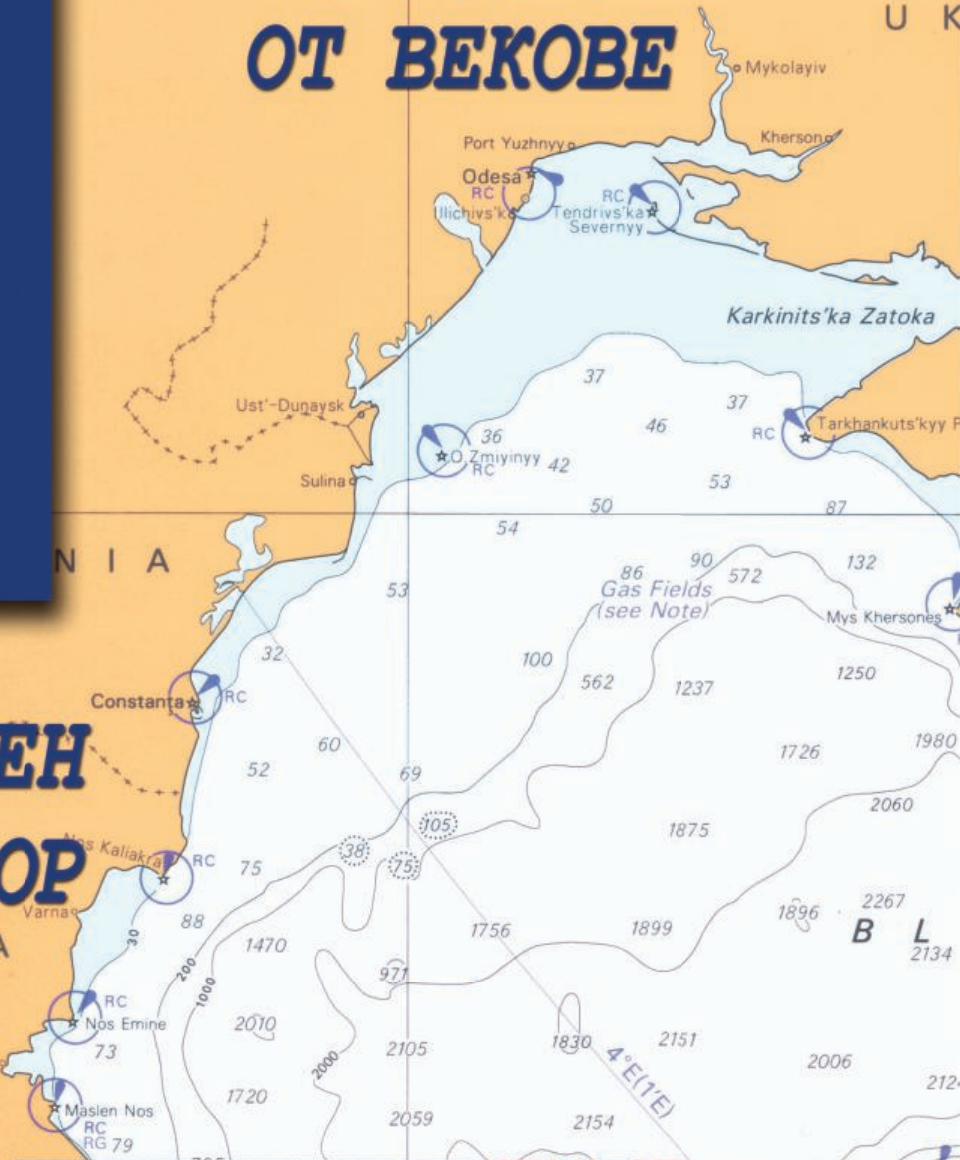 U K
ОТ ВЕКОВЕ
Mykolayiv
Kherson
Port Yuzhnyy
Odesa
RC
RC
Illichivs'k
Tendrivs'ka
Severnyy
Karkinits'ka Zatoka
37
37
Ust'-Dunaysk
46
Tarkhankuts'kyy P
RC
36
O.Zmiyinyy
42
RC
Sulina
53
50
87
54
N I A
90
132
86
572
53
Gas Fields
(see Note)
Mys Khersones
32
100
562
1237
1250
Constanta
RC
60
1726
1980
ЕН
52
69
2060
105
1875
38
Nos Kaliakra
RC
75
75
ОР
Varna
88
1896
2267
30
1470
1756
1899
B L
2134
200
971
1000
RC
Nos Emine
2010
73
2105
1830
2151
2000
4°E(1'E)
2006
2124
1720
Maslen Nos
2059
2154
RC
RG 79